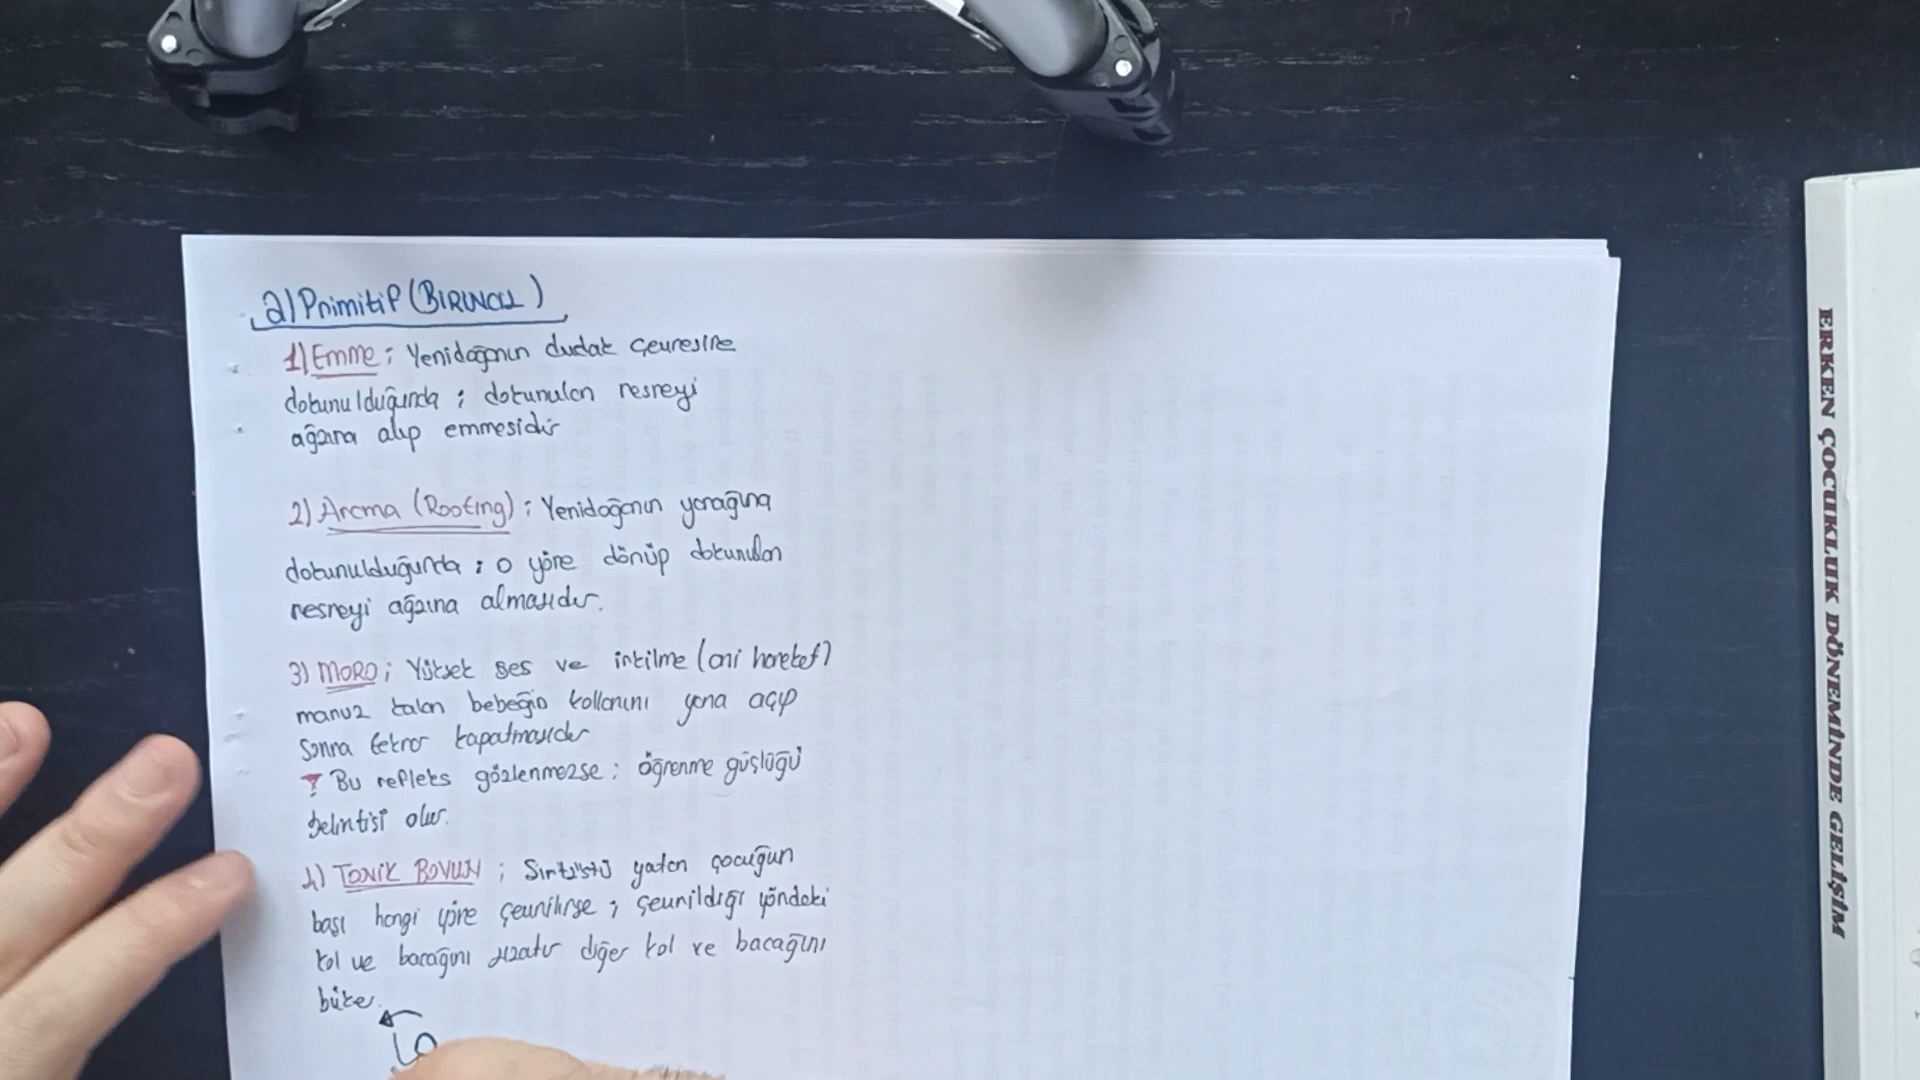 a) Primitif (BİRİNCİL)
1) Emme ; Yenidoğanın dudak çevresine
dokunulduğunda ; dokunulan nesneyi
ağzına alıp emmesidir
2) Arama (Rooting) ; Yenidoğanın yanağına
dokunulduğunda ; o yöne dönüp dokunulan
nesneyi ağzına almasıdır.
3) MORO ; Yüksek ses ve irkilme (ani hareket)
maruz kalan bebeğin kollarını yana açıp
sonra tekrar kapatmasıdır
Bu refleks gözlenmezse ; öğrenme güçlüğü
belirtisi olur.
4) TONİK BOYUN ; Sırtüstü yatan çocuğun
başı hangi yöne çevrilirse ; çevrildiği yöndeki
kol ve bacağını uzatır diğer kol ve bacağını
büker.
ERKEN ÇOCUKLUK DÖNEMİNDE GELİŞİM